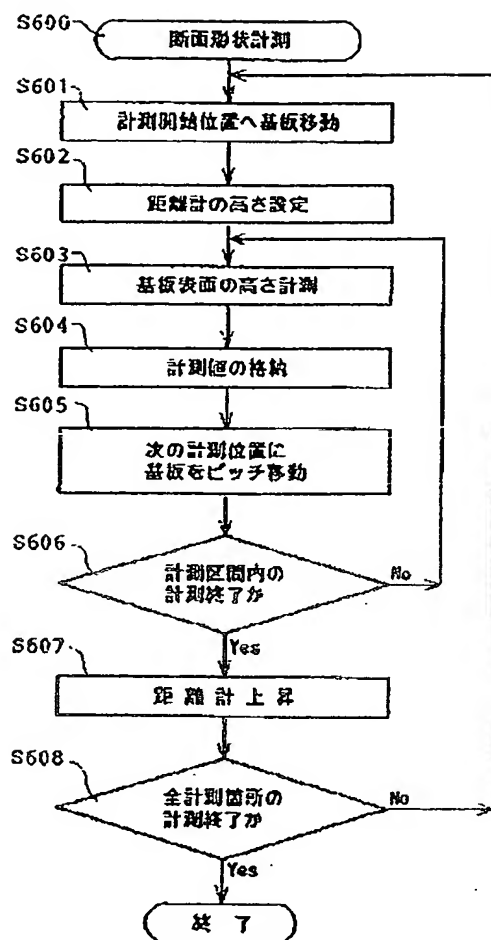 S600
断面形状計測
S601
計測開始位置へ基板移動
S602
距離計の高さ設定
S603
基板表面の高さ計測
S604
計測値の格納
S605
次の計測位置に
基板をピッチ移動
S606
計測区間内の
計測終了か
No
Yes
S607
距離計上昇
S608
全計測箇所の
計測終了か
No
Yes
終了